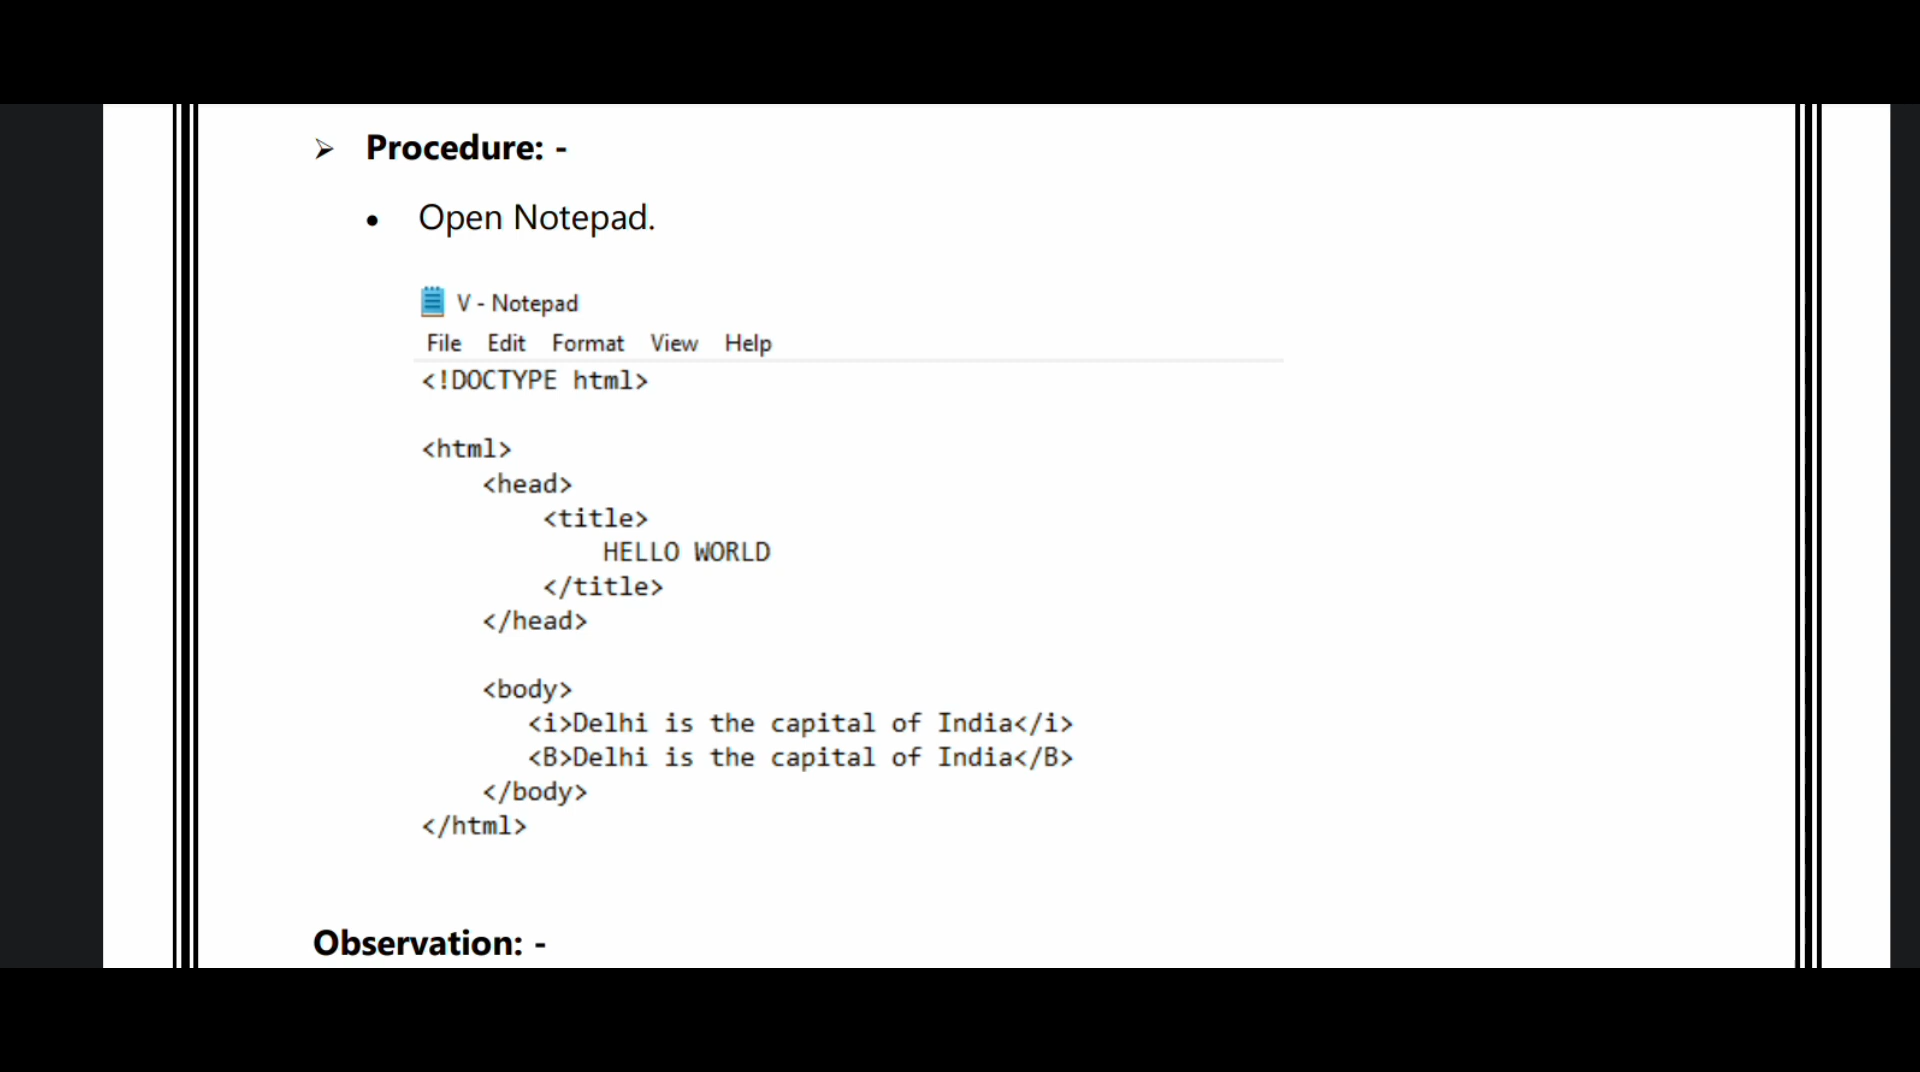 ➢ Procedure: -
• Open Notepad.
V - Notepad
File Edit Format View Help
<!DOCTYPE html>
<html>
<head>
<title>
HELLO WORLD
</title>
</head>
<body>
<i>Delhi is the capital of India</i>
<B>Delhi is the capital of India</B>
</body>
</html>
Observation: -